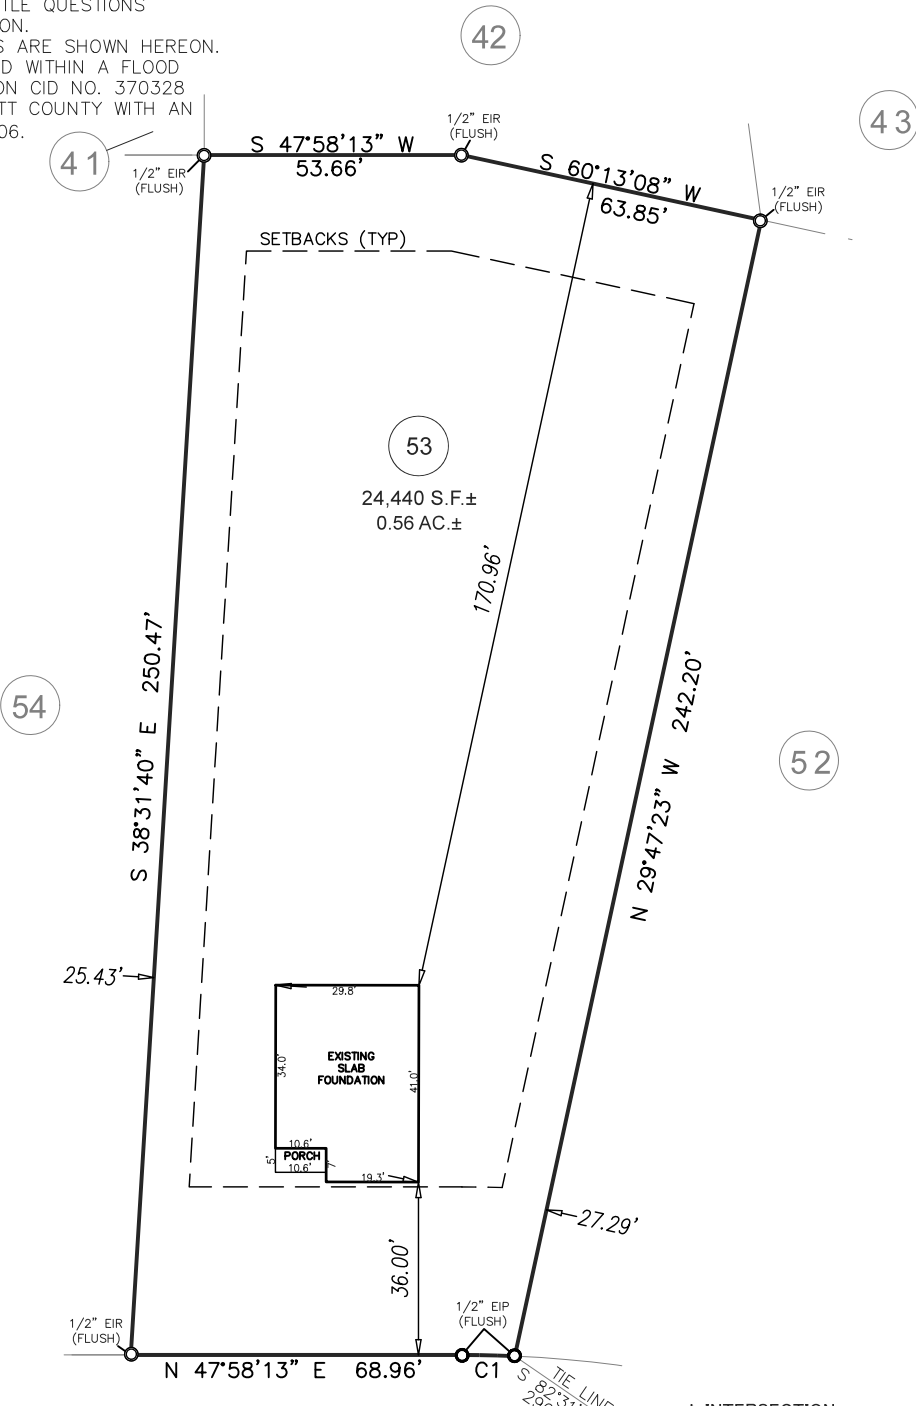 TLE QUESTIONS
ON.
S ARE SHOWN HEREON.
D WITHIN A FLOOD
ON CID NO. 370328
TT COUNTY WITH AN
06.
42
43
41
1/2” EIR
(FLUSH)
S 47°58’13” W
53.66’
1/2” EIR
(FLUSH)
S 60°13’08” W
63.85’
1/2” EIR
(FLUSH)
SETBACKS (TYP)
53
24,440 S.F.±
0.56 AC.±
170.96’
S 38°31’40” E 250.47’
54
N 29°47’23” W 242.20’
52
25.43’
29.8’
34.0’
EXISTING
SLAB
FOUNDATION
41.0’
10.6’
PORCH
5’
7’
10.6’
19.3’
27.29’
36.00’
1/2” EIR
(FLUSH)
1/2” EIP
(FLUSH)
N 47°58’13” E 68.96’
C1
TIE LINE
S 82°31’
INTERSECTION